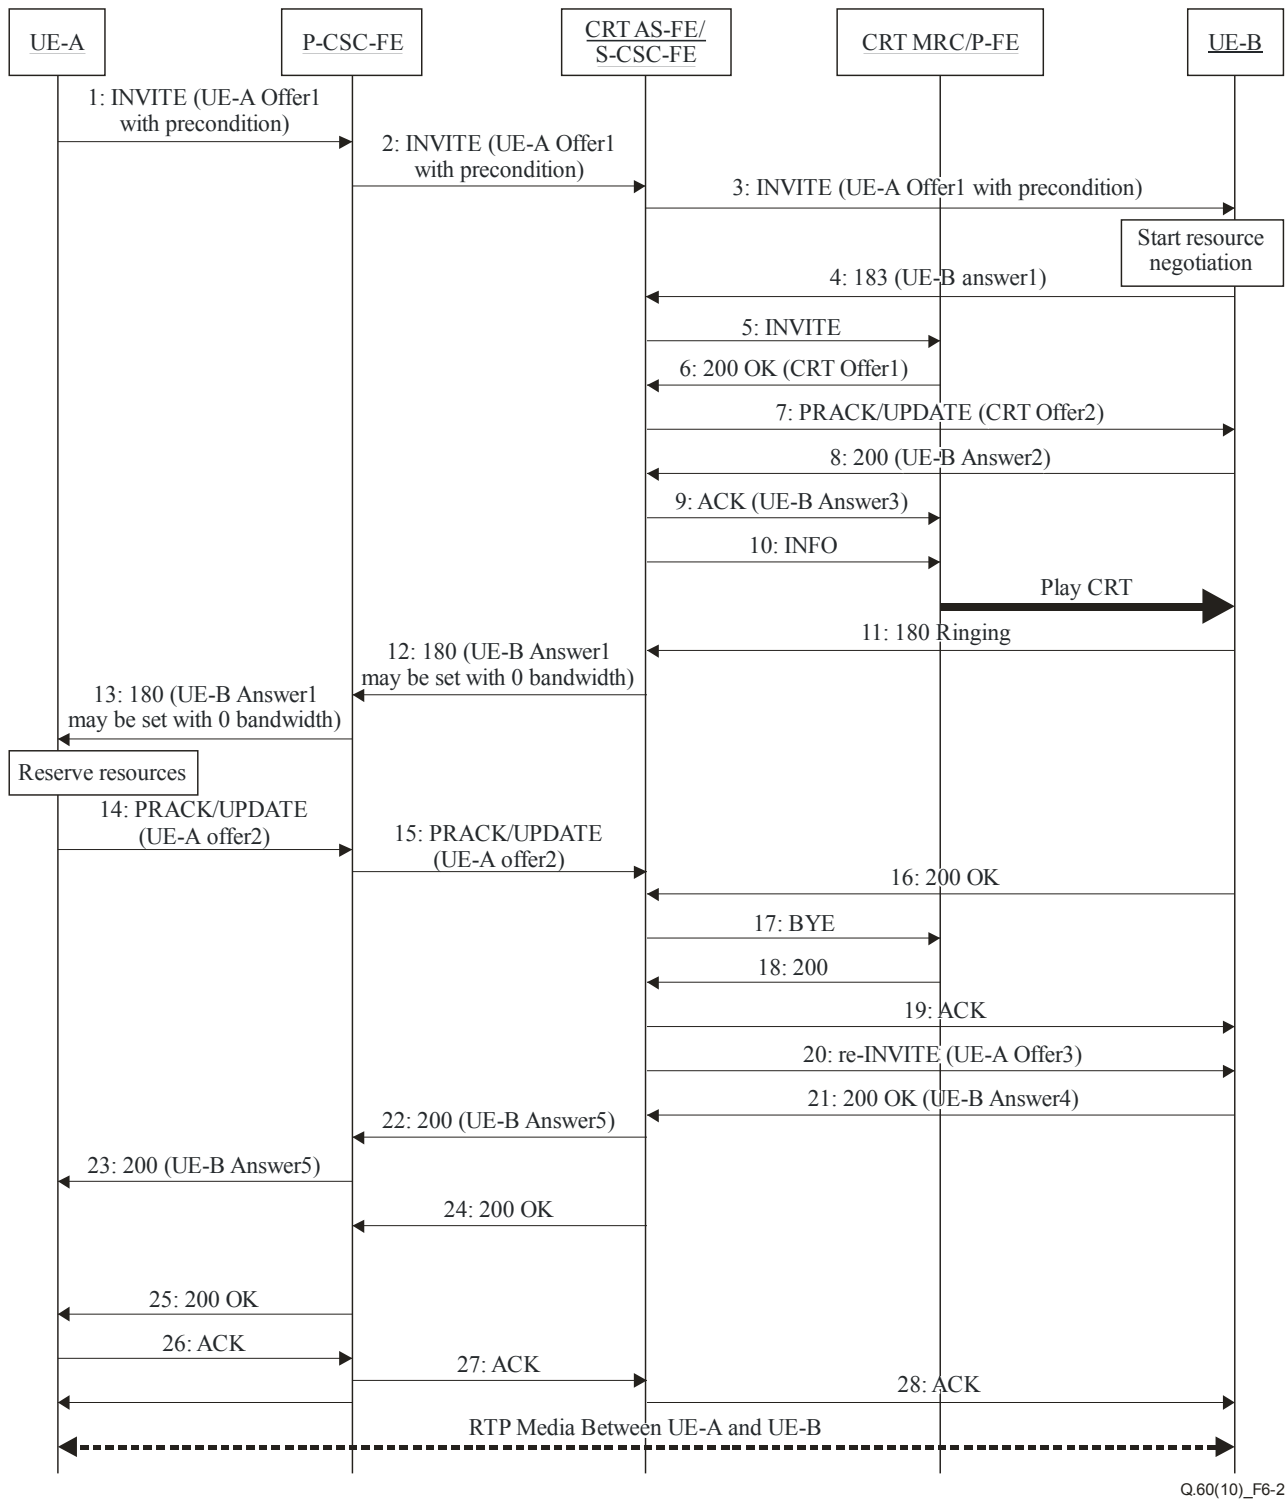 UE-A
P-CSC-FE
CRT AS-FE/
S-CSC-FE
CRT MRC/P-FE
UE-B
1: INVITE (UE-A Offer1
with precondition)
2: INVITE (UE-A Offer1
with precondition)
3: INVITE (UE-A Offer1 with precondition)
Start resource
negotiation
4: 183 (UE-B answer1)
5: INVITE
6: 200 OK (CRT Offer1)
7: PRACK/UPDATE (CRT Offer2)
8: 200 (UE-B Answer2)
9: ACK (UE-B Answer3)
10: INFO
Play CRT
11: 180 Ringing
12: 180 (UE-B Answer1
may be set with 0 bandwidth)
13: 180 (UE-B Answer1
may be set with 0 bandwidth)
Reserve resources
14: PRACK/UPDATE
(UE-A offer2)
15: PRACK/UPDATE
(UE-A offer2)
16: 200 OK
17: BYE
18: 200
19: ACK
20: re-INVITE (UE-A Offer3)
21: 200 OK (UE-B Answer4)
22: 200 (UE-B Answer5)
23: 200 (UE-B Answer5)
24: 200 OK
25: 200 OK
26: ACK
27: ACK
28: ACK
RTP Media Between UE-A and UE-B
Q.60(10)_F6-2